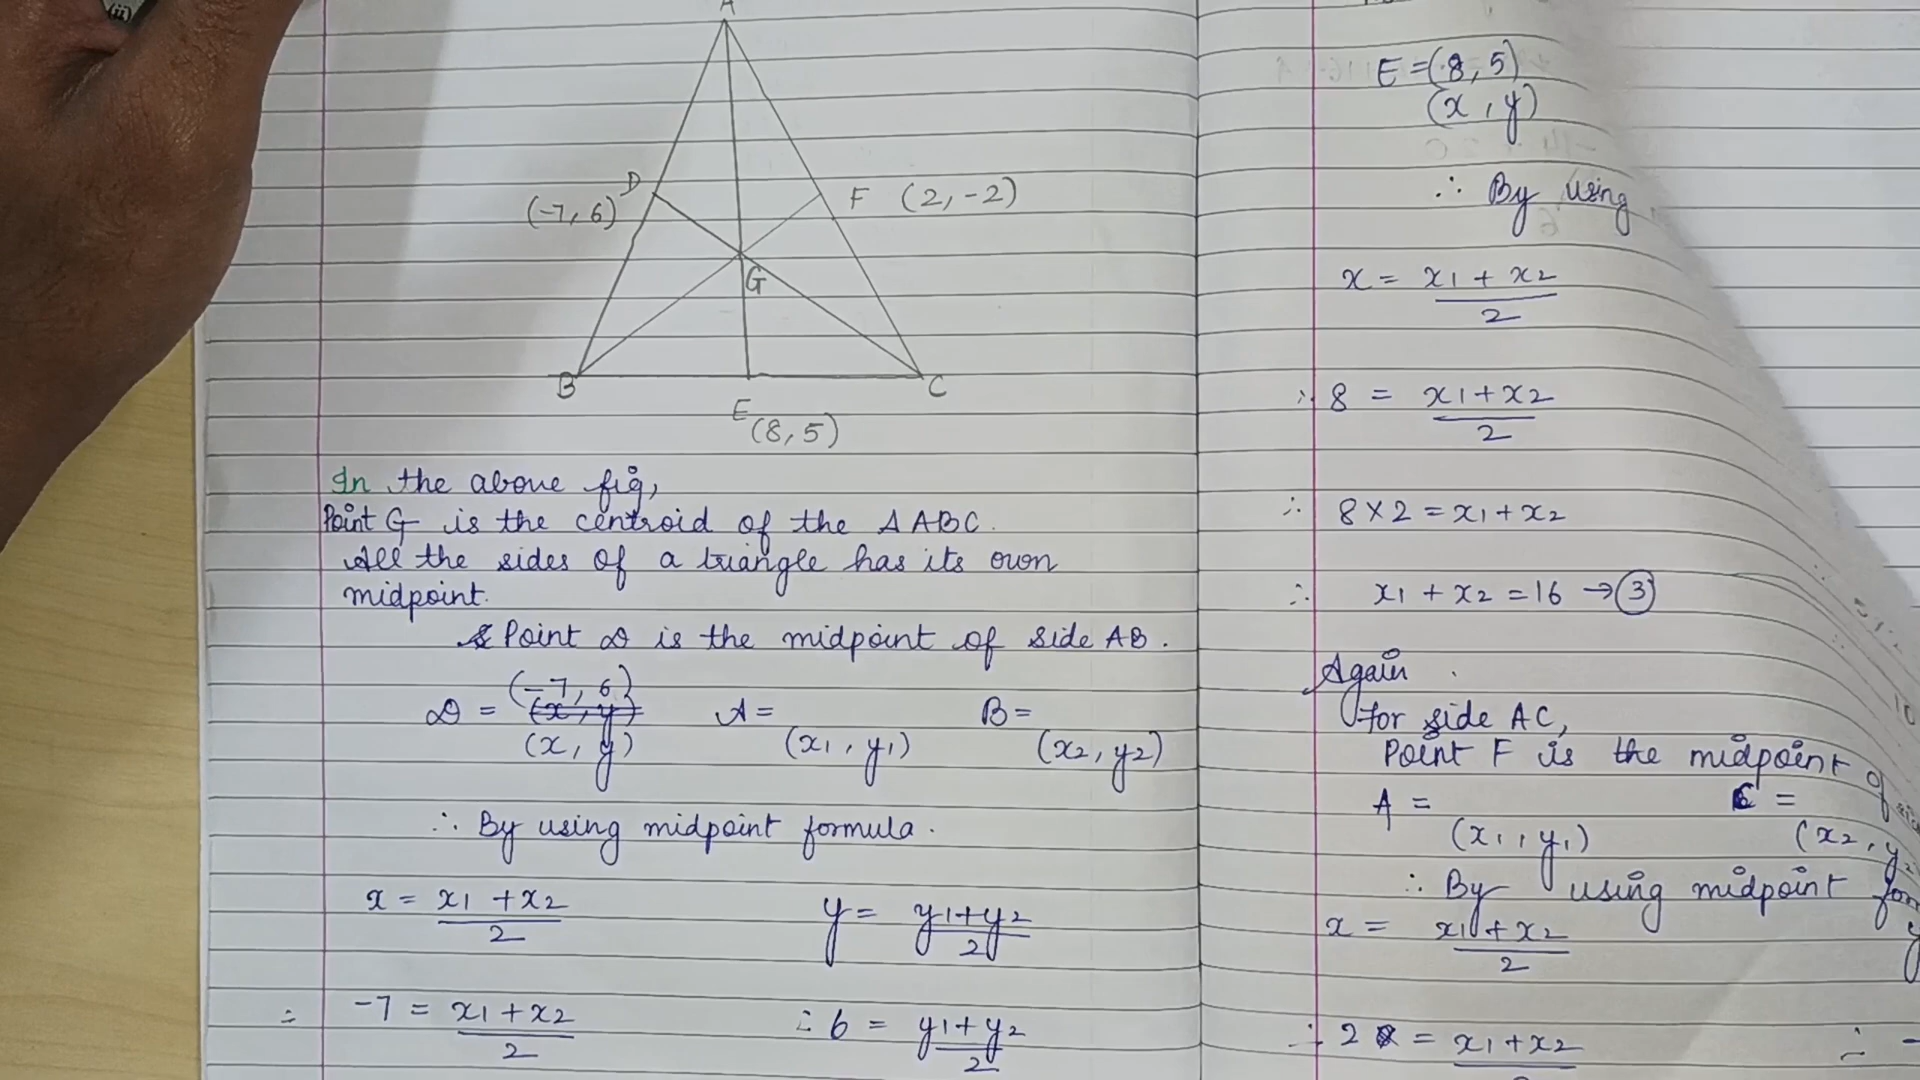 (ii)
A
D
(-7, 6)
F (2, -2)
G
B
C
E
(8, 5)
In the above fig,
Point G is the centroid of the Δ ABC.
All the sides of a triangle has its own
midpoint.
Point D is the midpoint of side AB.
(-7, 6)
D = (x, y) A = B =
(x, y) (x1, y1) (x2, y2)
∴ By using midpoint formula.
x = x1 + x2 / 2 y = y1 + y2 / 2
∴ -7 = x1 + x2 / 2 ∴ 6 = y1 + y2 / 2
E = (8, 5)
(x, y)
∴ By using
x = x1 + x2 / 2
∴ 8 = x1 + x2 / 2
∴ 8 × 2 = x1 + x2
∴ x1 + x2 = 16 → ③
Again
for side AC,
Point F is the midpoint of
A = C =
(x1, y1) (x2, y2
∴ By using midpoint for
x = x1 + x2 / 2 y
∴ 2 = x1 + x2 ∴ -